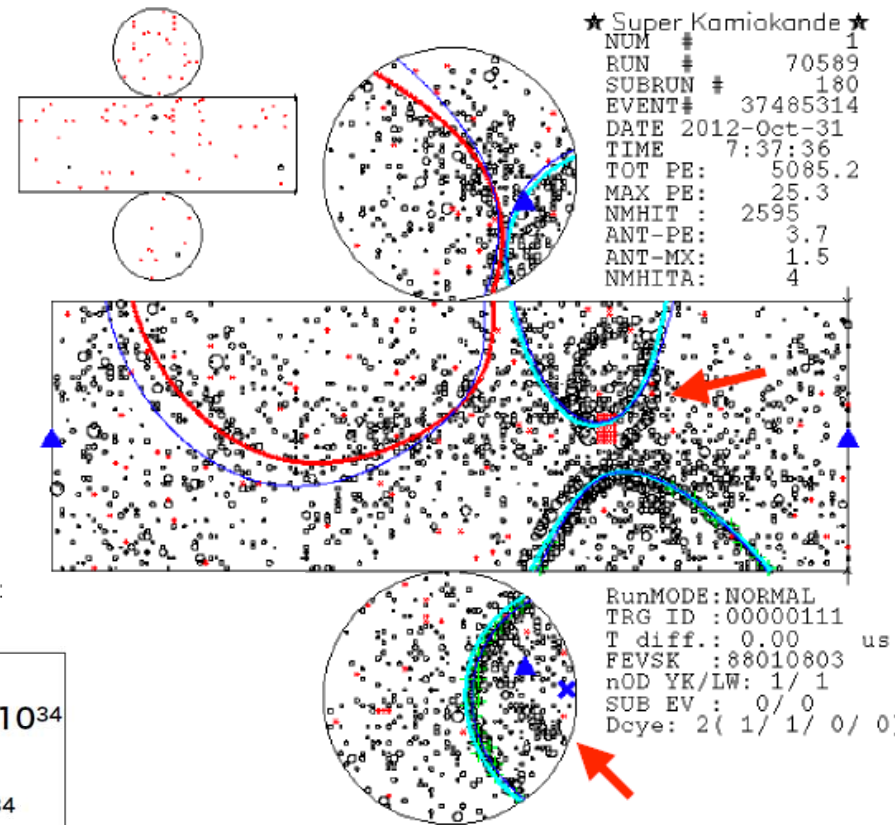 ★ Super Kamiokande ★
NUM # 1
RUN # 70589
SUBRUN # 180
EVENT# 37485314
DATE 2012-Oct-31
TIME 7:37:36
TOT PE: 5085.2
MAX PE: 25.3
NMHIT : 2595
ANT-PE: 3.7
ANT-MX: 1.5
NMHITA: 4
RunMODE:NORMAL
TRG ID :00000111
T diff.: 0.00 us
FEVSK :88010803
nOD YK/LW: 1/ 1
SUB EV : 0/ 0
Dcye: 2( 1/ 1/ 0/ 0)
:
10³⁴
³⁴